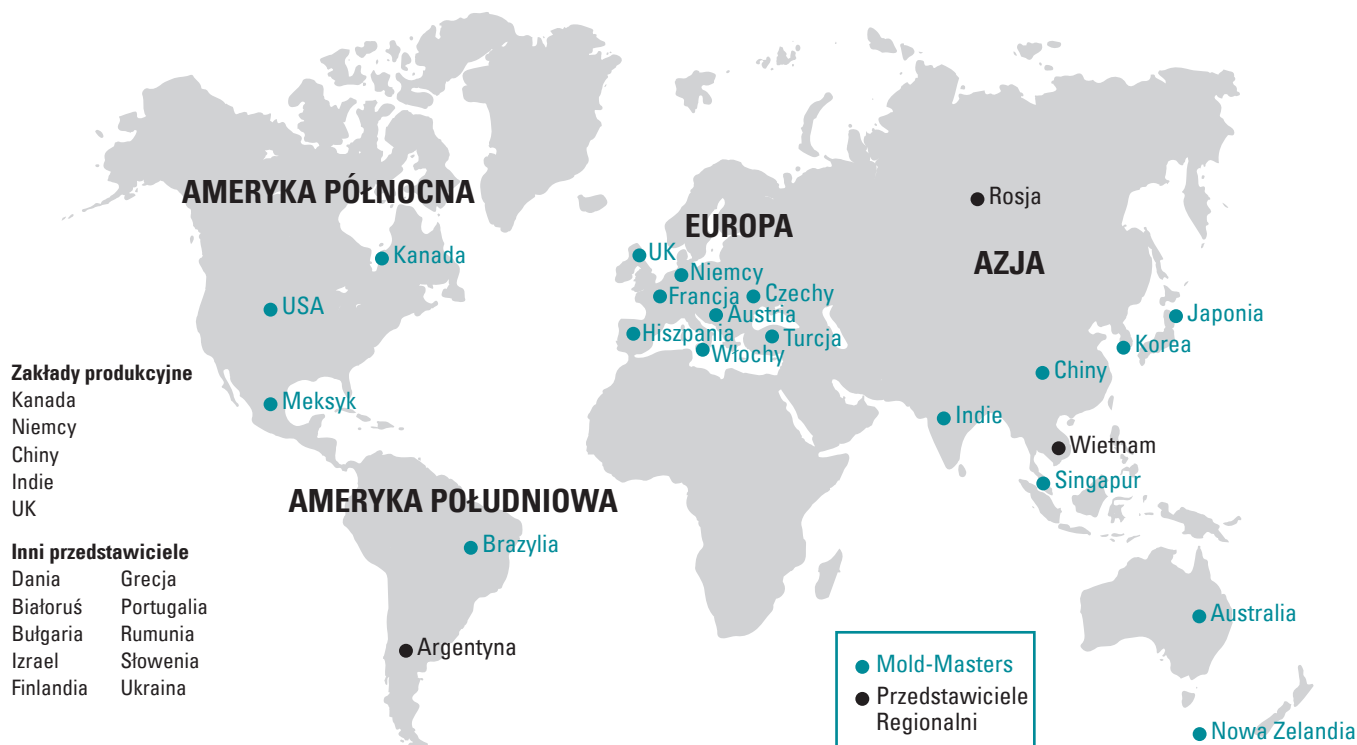 AMERYKA PÓŁNOCNA
Kanada
USA
Meksyk
EUROPA
UK
Niemcy
Francja
Czechy
Austria
Hiszpania
Turcja
Włochy
AZJA
Rosja
Japonia
Korea
Chiny
Indie
Wietnam
Singapur
Zakłady produkcyjne
Kanada
Niemcy
Chiny
Indie
UK
Inni przedstawiciele
Dania Grecja
Białoruś Portugalia
Bułgaria Rumunia
Izrael Słowenia
Finlandia Ukraina
AMERYKA POŁUDNIOWA
Brazylia
Argentyna
Australia
Nowa Zelandia
Mold-Masters
Przedstawiciele
Regionalni